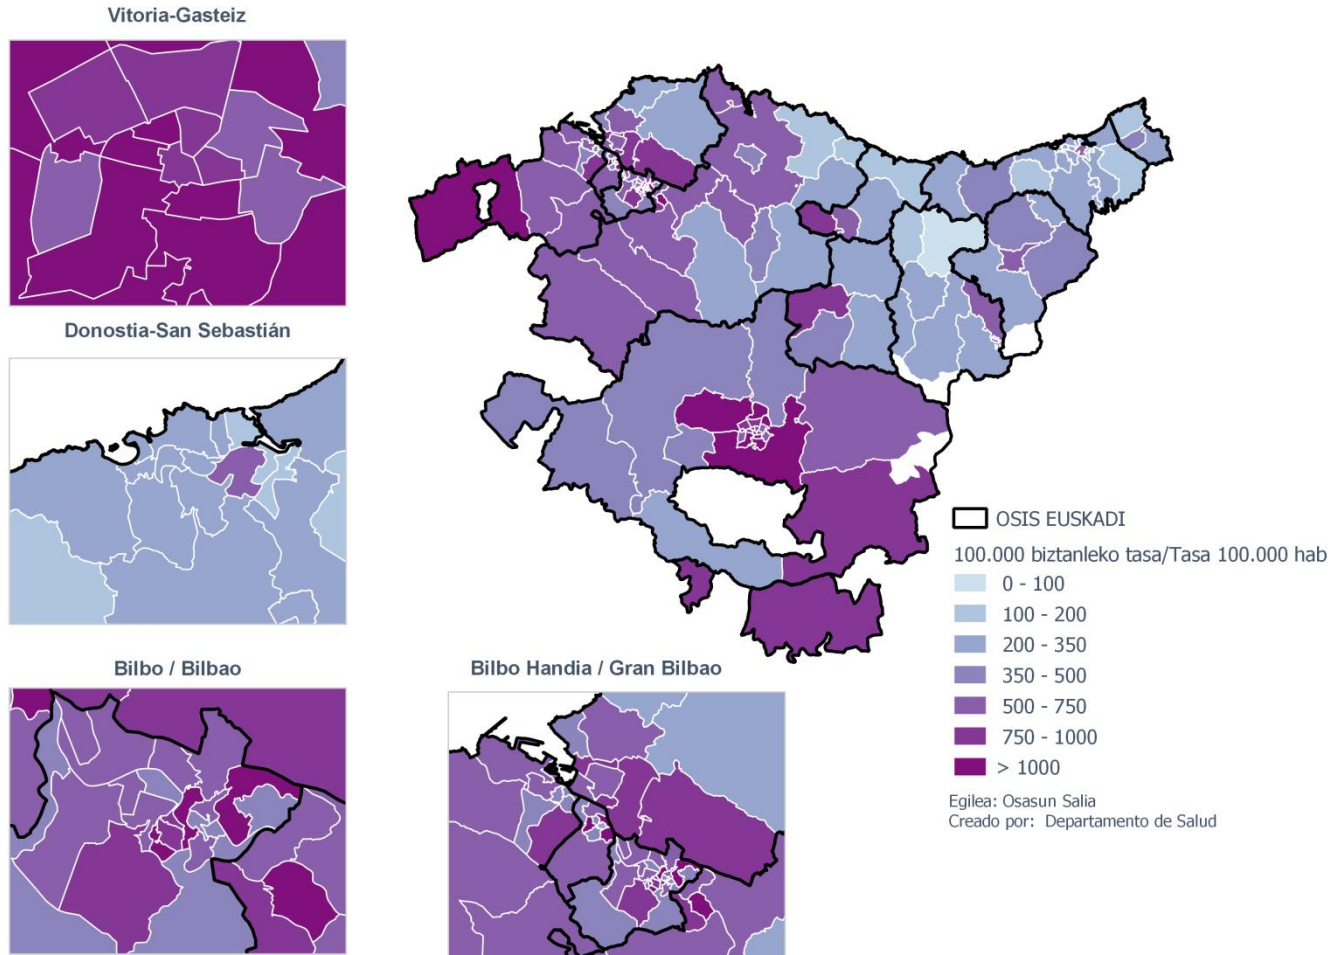 Vitoria-Gasteiz
Donostia-San Sebastián
Bilbo / Bilbao
Bilbo Handia / Gran Bilbao
OSIS EUSKADI
100.000 biztanleko tasa/Tasa 100.000 hab
0 - 100
100 - 200
200 - 350
350 - 500
500 - 750
750 - 1000
> 1000
Egilea: Osasun Salia
Creado por: Departamento de Salud